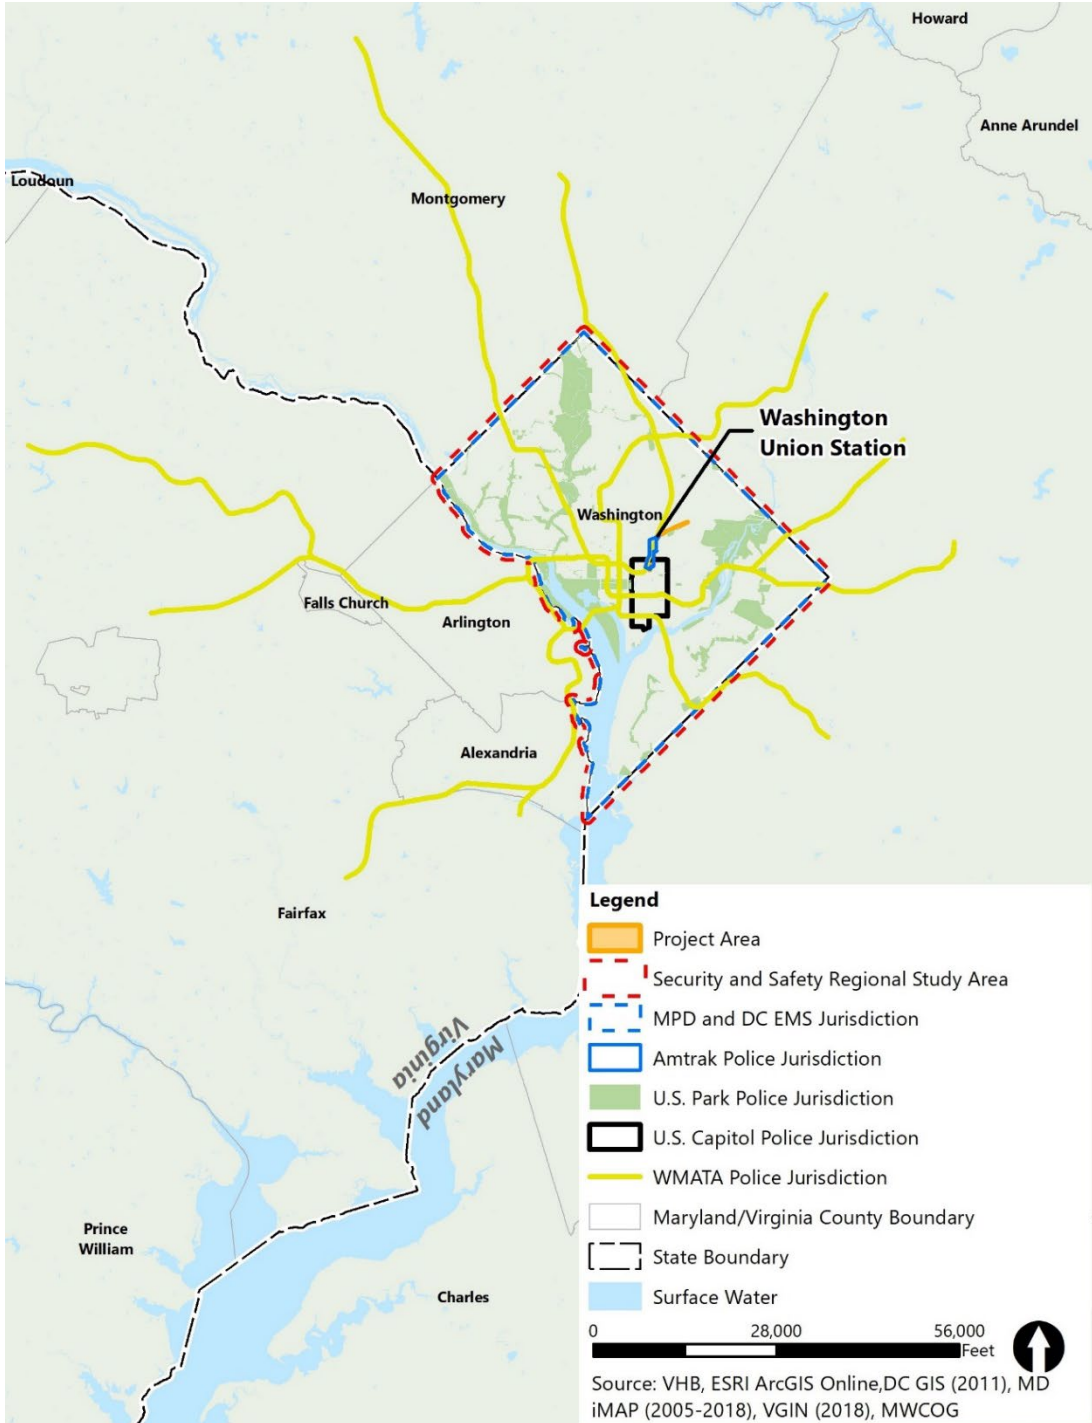 Howard
Anne Arundel
Loudoun
Montgomery
Washington
Union Station
Washington
Falls Church
Arlington
Alexandria
Fairfax
Virginia
Maryland
Prince
William
Charles
Legend
Project Area
Security and Safety Regional Study Area
MPD and DC EMS Jurisdiction
Amtrak Police Jurisdiction
U.S. Park Police Jurisdiction
U.S. Capitol Police Jurisdiction
WMATA Police Jurisdiction
Maryland/Virginia County Boundary
State Boundary
Surface Water
0 28,000 56,000
Feet
Source: VHB, ESRI ArcGIS Online,DC GIS (2011), MD
iMAP (2005-2018), VGIN (2018), MWCOG